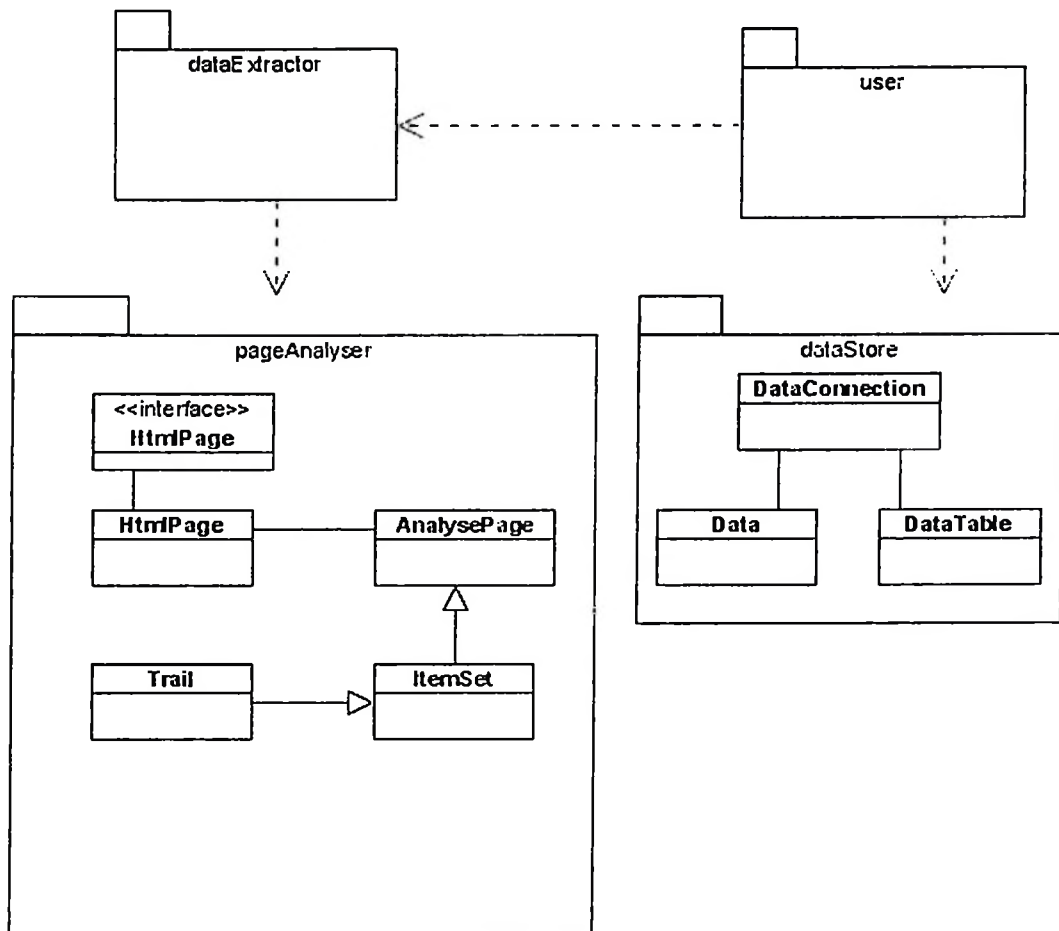 dataExtractor
user
pageAnalyser
<<interface>>
HtmlPage
HtmlPage
AnalysePage
Trail
ItemSet
dataStore
DataConnection
Data
DataTable